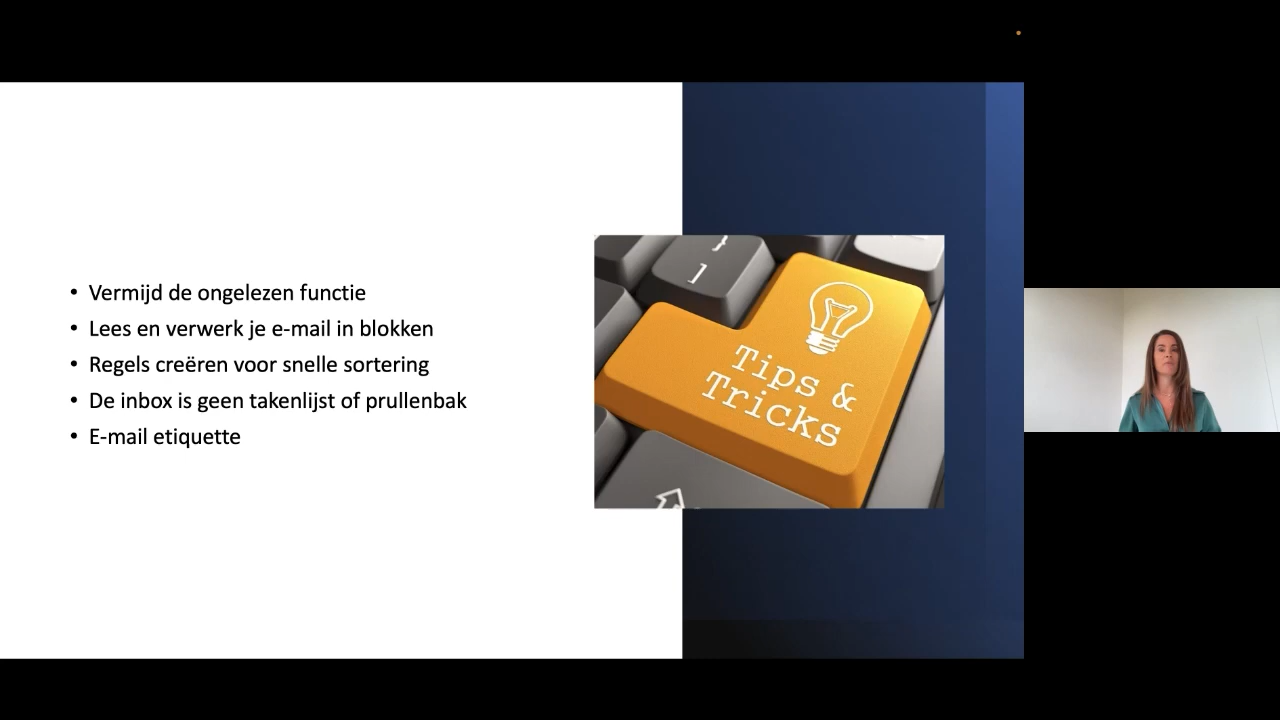 • Vermijd de ongelezen functie
• Lees en verwerk je e-mail in blokken
• Regels creëren voor snelle sortering
• De inbox is geen takenlijst of prullenbak
• E-mail etiquette
Tips &
Tricks